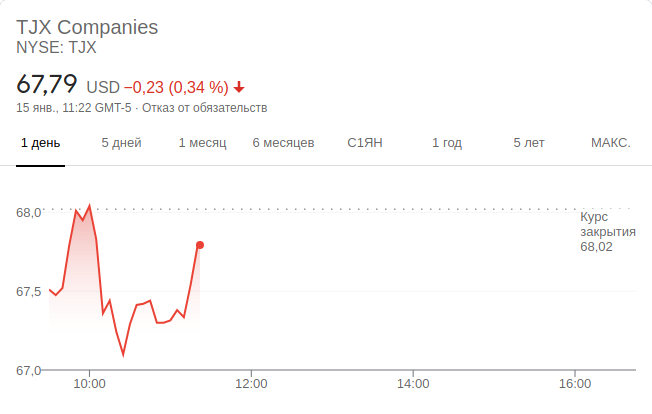 TJX Companies
NYSE: TJX
67,79 USD −0,23 (0,34 %)
15 янв., 11:22 GMT-5 · Отказ от обязательств
1 день 5 дней 1 месяц 6 месяцев С1ЯН 1 год 5 лет МАКС.
68,0
Курс
закрытия
68,02
67,5
67,0
10:00 12:00 14:00 16:00